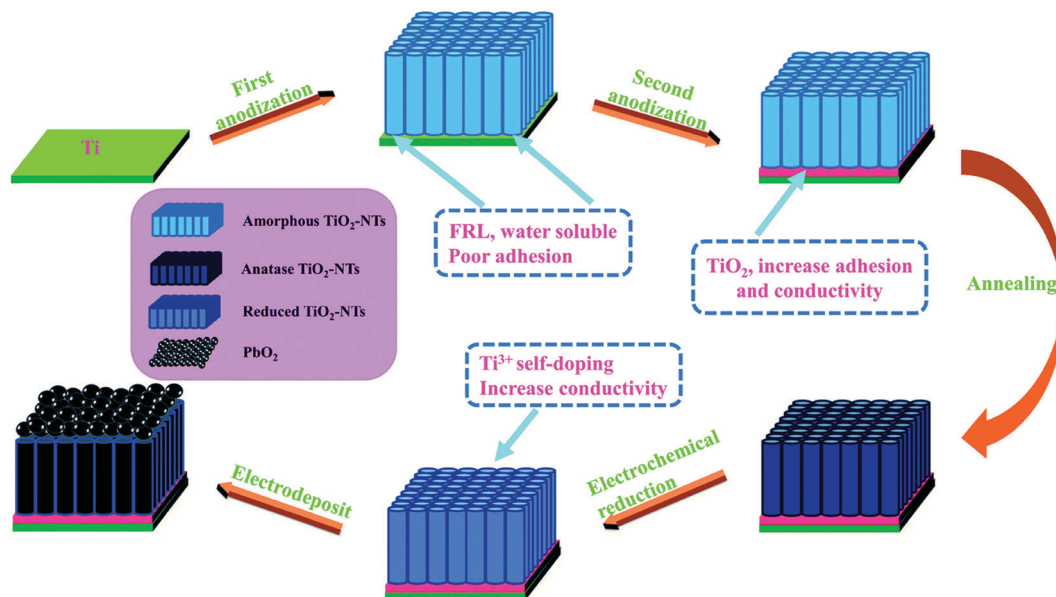 Ti
First
anodization
Second
anodization
FRL, water soluble
Poor adhesion
TiO₂, increase adhesion
and conductivity
Annealing
Amorphous TiO₂-NTs
Anatase TiO₂-NTs
Reduced TiO₂-NTs
PbO₂
Ti³⁺ self-doping
Increase conductivity
Electrochemical
reduction
Electrodeposit